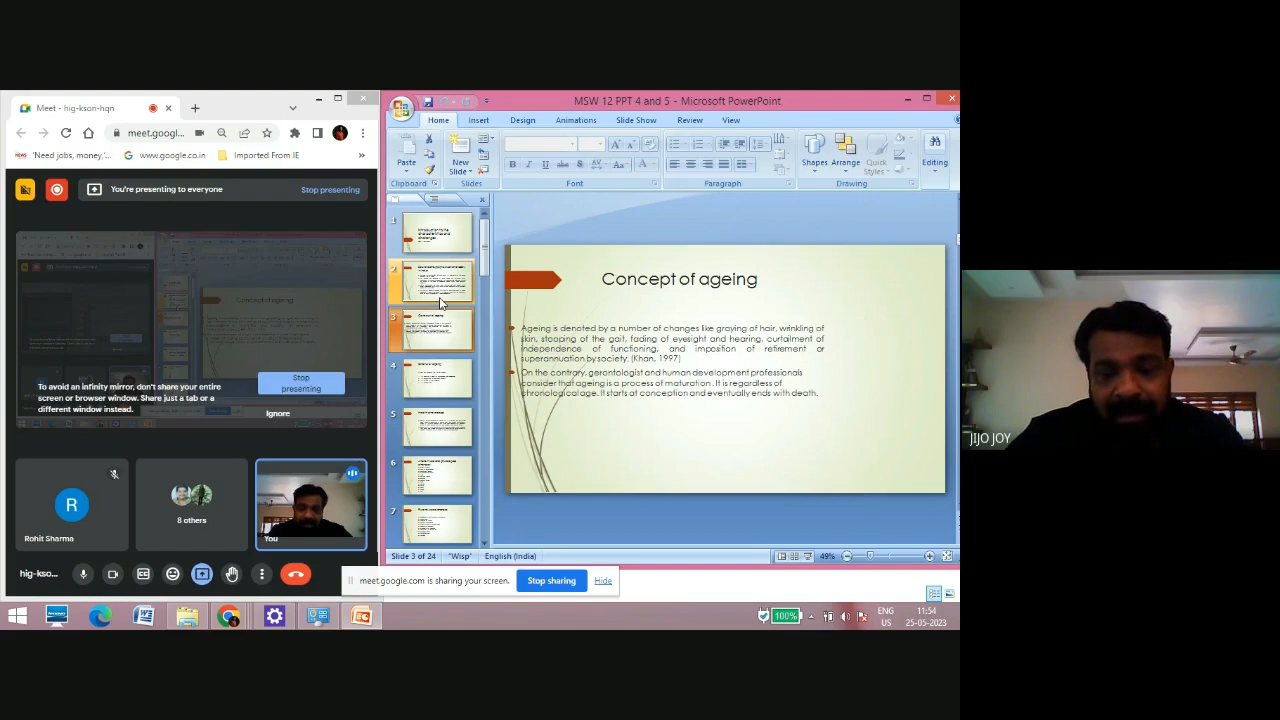 Meet - hig-kson-hqn
meet.googl...
'Need jobs, money,'...
www.google.co.in
Imported From IE
»
You're presenting to everyone
Stop presenting
To avoid an infinity mirror, don't share your entire
screen or browser window. Share just a tab or a
different window instead.
Stop
presenting
Ignore
R
Rohit Sharma
8 others
You
hig-kso...
MSW 12 PPT 4 and 5 - Microsoft PowerPoint
Home
Insert
Design
Animations
Slide Show
Review
View
Paste
New
Slide
Shapes
Arrange
Quick
Styles
Editing
Clipboard
Slides
Font
Paragraph
Drawing
2
3
4
5
6
7
Concept of ageing
Ageing is denoted by a number of changes like graying of hair, wrinkling of
skin, stooping of the gait, fading of eyesight and hearing, curtailment of
independence of functioning, and imposition of retirement or
superannuation by society. (Khan, 1997)
On the contrary, gerontologist and human development professionals
consider that ageing is a process of maturation. It is regardless of
chronological age. It starts at conception and eventually ends with death.
Slide 3 of 24
"Wisp"
English (India)
49%
meet.google.com is sharing your screen.
Stop sharing
Hide
100%
ENG
US
11:54
25-05-2023
JIJO JOY